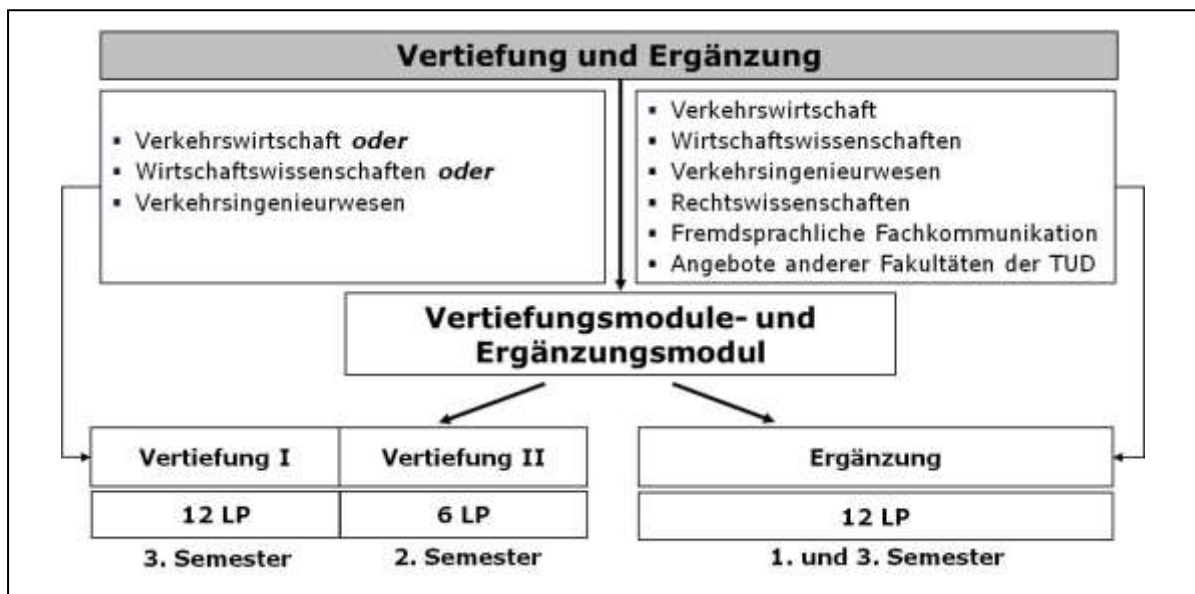 Vertiefung und Ergänzung
▪ Verkehrswirtschaft oder
▪ Wirtschaftswissenschaften oder
▪ Verkehrsingenieurwesen
▪ Verkehrswirtschaft
▪ Wirtschaftswissenschaften
▪ Verkehrsingenieurwesen
▪ Rechtswissenschaften
▪ Fremdsprachliche Fachkommunikation
▪ Angebote anderer Fakultäten der TUD
Vertiefungsmodule- und
Ergänzungsmodul
Vertiefung I
Vertiefung II
Ergänzung
12 LP
6 LP
12 LP
3. Semester
2. Semester
1. und 3. Semester